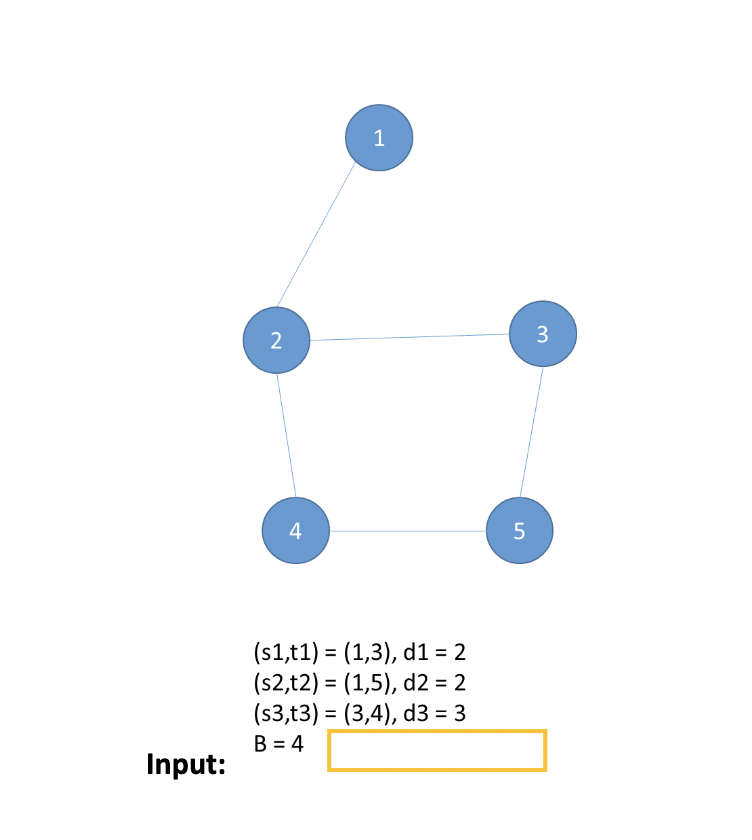 1
2
3
4
5
(s1,t1) = (1,3), d1 = 2
(s2,t2) = (1,5), d2 = 2
(s3,t3) = (3,4), d3 = 3
B = 4
Input: